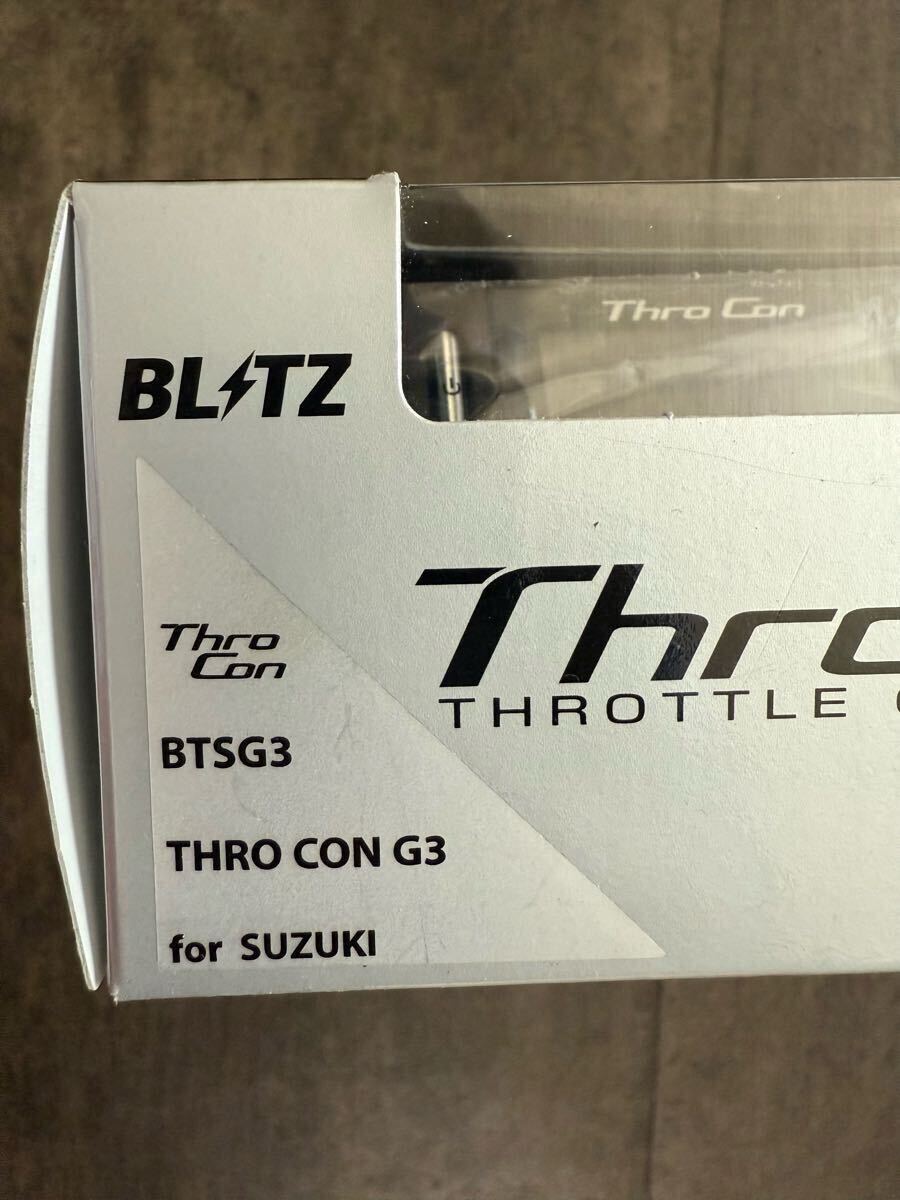 Thro Con
BLITZ
Thro
THROTTLE
Thro
Con
BTSG3
THRO CON G3
for SUZUKI